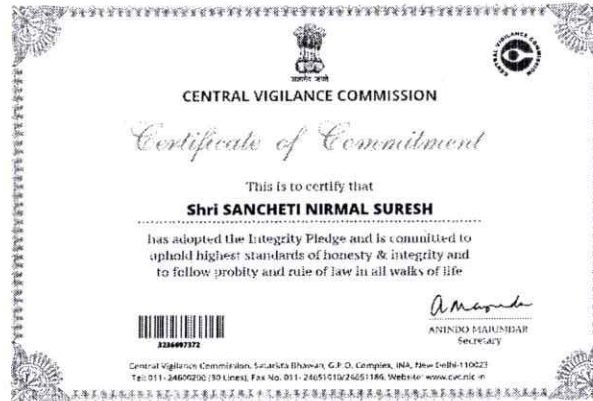 सत्यमेव जयते
CENTRAL VIGILANCE COMMISSION
CENTRAL VIGILANCE COMMISSION
Certificate of Commitment
This is to certify that
Shri SANCHETI NIRMAL SURESH
has adopted the Integrity Pledge and is committed to
uphold highest standards of honesty & integrity and
to follow probity and rule of law in all walks of life
ANINDO MAJUMDAR
Secretary
Central Vigilance Commission, Satarkta Bhawan, G.P.O. Complex, INA, New Delhi-110023
Tel: 011- 24600200 (30 Lines), Fax No. 011- 24651010/24651186, Website: www.cvc.nic.in